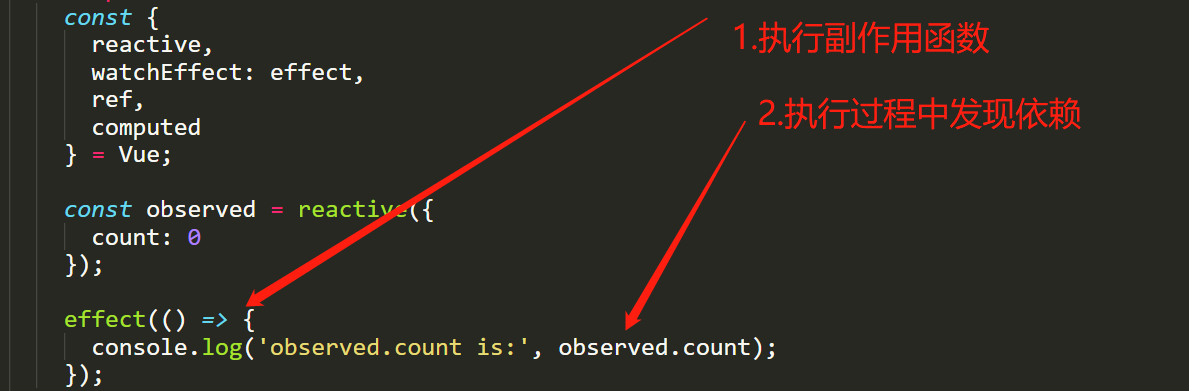 const {
1.执行副作用函数
reactive,
watchEffect: effect,
ref,
2.执行过程中发现依赖
computed
} = Vue;
const observed = reactive({
count: 0
});
effect(() => {
console.log('observed.count is:', observed.count);
});